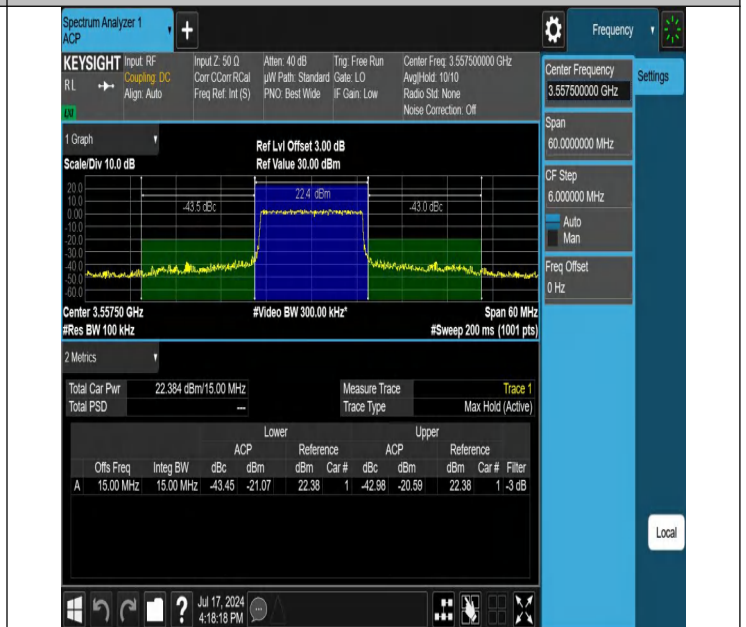 Spectrum Analyzer 1
ACP
+
Frequency
KEYSIGHT Input: RF Input Z: 50 Ω Atten: 40 dB Trig: Free Run Center Freq: 3.557500000 GHz
RL Coupling: DC Corr CCorr RCal µW Path: Standard Gate: LO Avg|Hold: 10/10
Align: Auto Freq Ref: Int (S) PNO: Best Wide IF Gain: Low Radio Std: None
Noise Correction: Off
LXI
Center Frequency
3.557500000 GHz
Settings
Span
60.0000000 MHz
CF Step
6.000000 MHz
Auto
Man
Freq Offset
0 Hz
1 Graph
Ref Lvl Offset 3.00 dB
Scale/Div 10.0 dB Ref Value 30.00 dBm
20.0
10.0
0.00
-10.0
-20.0
-30.0
-40.0
-50.0
-60.0
-43.5 dBc 22.4 dBm -43.0 dBc
Center 3.55750 GHz #Video BW 300.00 kHz* Span 60 MHz
#Res BW 100 kHz #Sweep 200 ms (1001 pts)
2 Metrics
Total Car Pwr 22.384 dBm/15.00 MHz Measure Trace Trace 1
Total PSD --- Trace Type Max Hold (Active)
Lower Upper
ACP Reference ACP Reference
Offs Freq Integ BW dBc dBm dBm Car # dBc dBm dBm Car # Filter
A 15.00 MHz 15.00 MHz -43.45 -21.07 22.38 1 -42.98 -20.59 22.38 1 -3 dB
Local
? Jul 17, 2024
4:18:18 PM